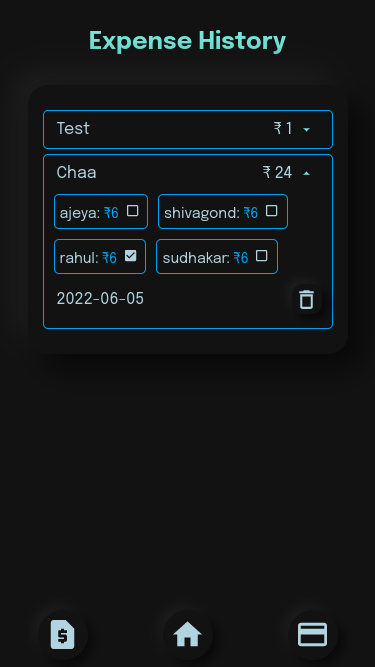 Expense History
Test ₹ 1
Chaa ₹ 24
ajeya: ₹6 shivagond: ₹6
rahul: ₹6 sudhakar: ₹6
2022-06-05